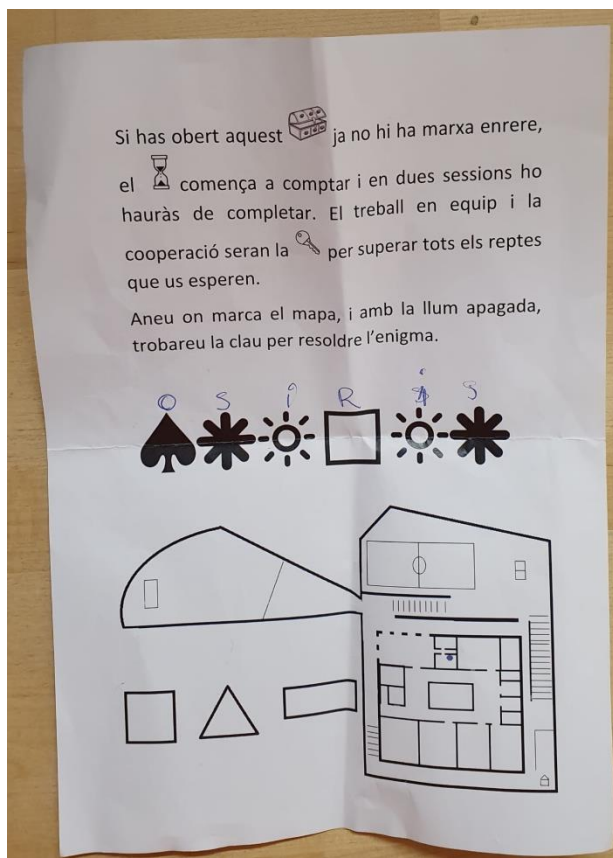 Si has obert aquest ja no hi ha marxa enrere,
el comença a comptar i en dues sessions ho
hauràs de completar. El treball en equip i la
cooperació seran la per superar tots els reptes
que us esperen.
Aneu on marca el mapa, i amb la llum apagada,
trobareu la clau per resoldre l'enigma.
O S i R i S